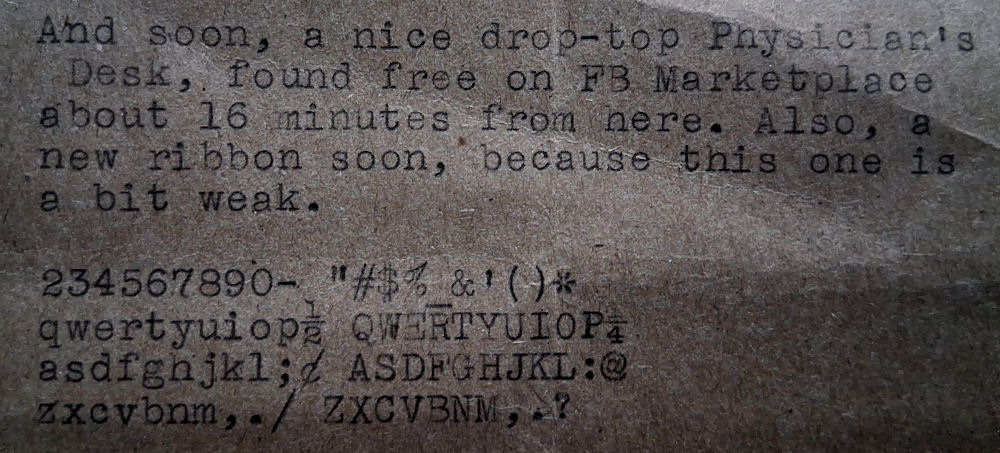 And soon, a nice drop-top Physician's
Desk, found free on FB Marketplace
about 16 minutes from here. Also, a
new ribbon soon, because this one is
a bit weak.
234567890- "#$%_&'()*
qwertyuiop½ QWERTYUIOP¼
asdfghjkl;¢ ASDFGHJKL:@
zxcvbnm,./ ZXCVBNM,.?